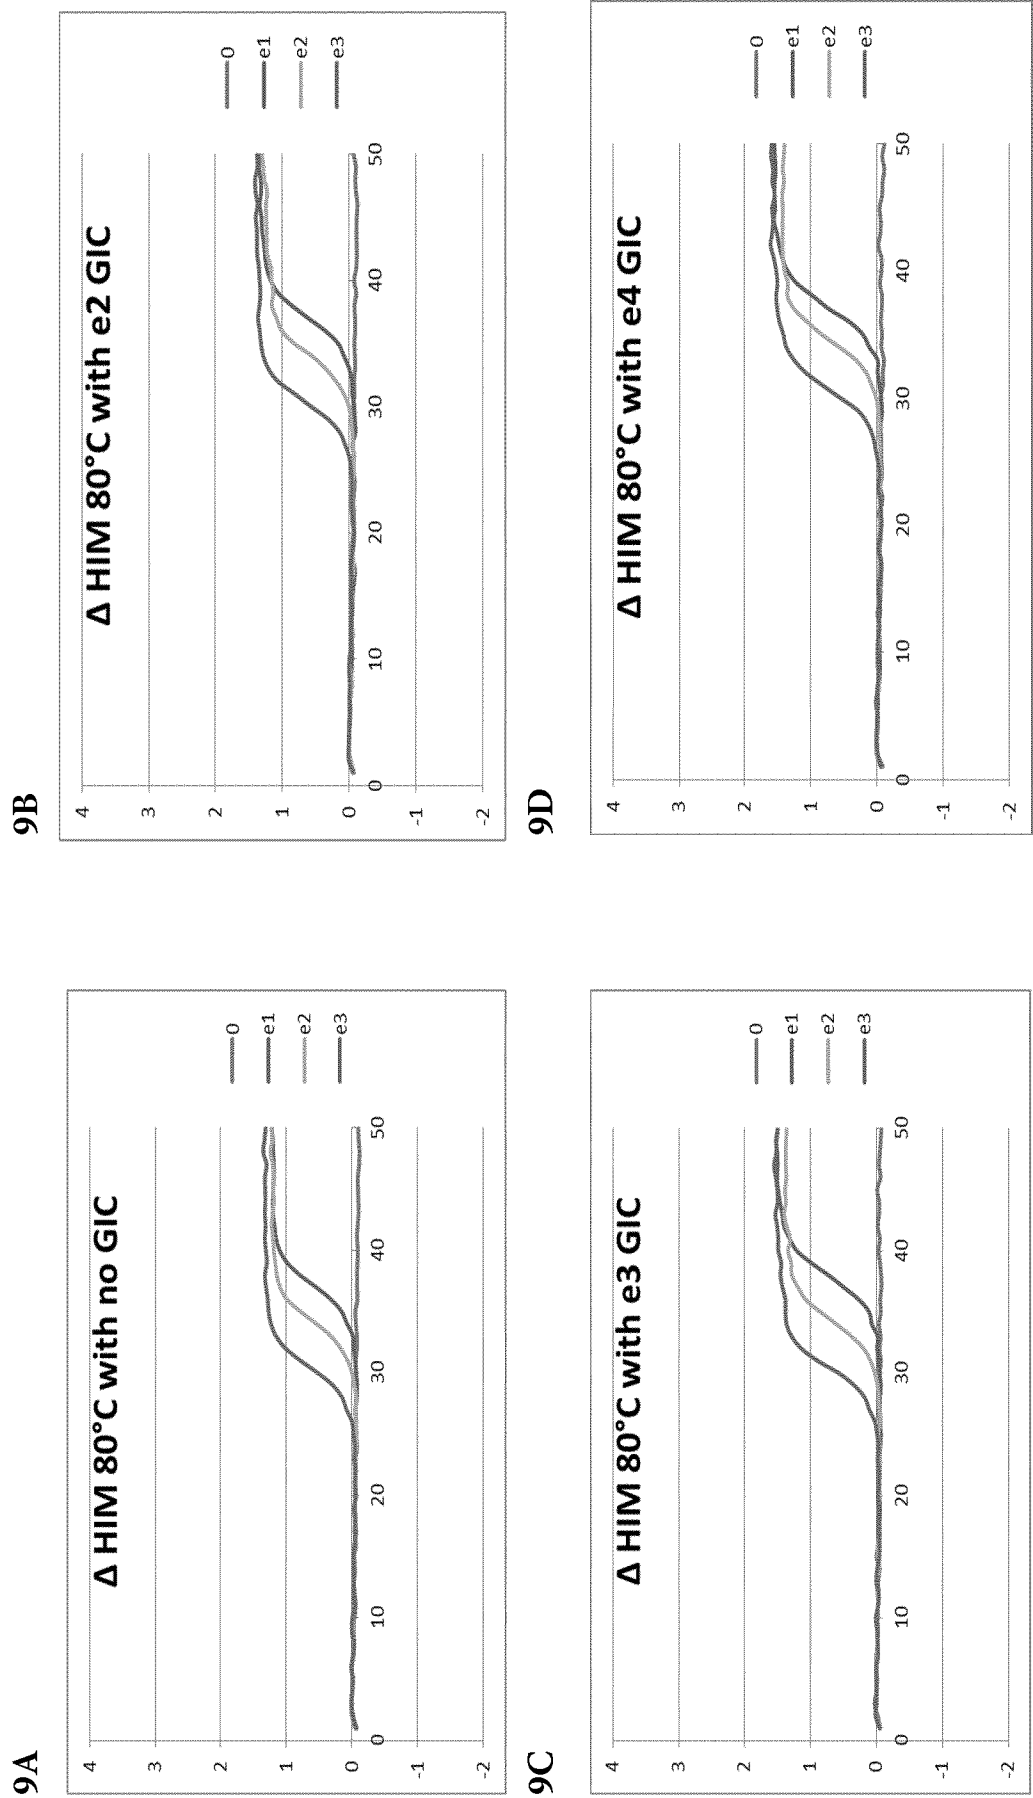 9A
Δ HIM 80°C with no GIC
4
3
2
1
0
-1
-2
0 10 20 30 40 50
0
e1
e2
e3
9B
Δ HIM 80°C with e2 GIC
4
3
2
1
0
-1
-2
0 10 20 30 40 50
0
e1
e2
e3
9C
Δ HIM 80°C with e3 GIC
4
3
2
1
0
-1
-2
0 10 20 30 40 50
0
e1
e2
e3
9D
Δ HIM 80°C with e4 GIC
4
3
2
1
0
-1
-2
0 10 20 30 40 50
0
e1
e2
e3